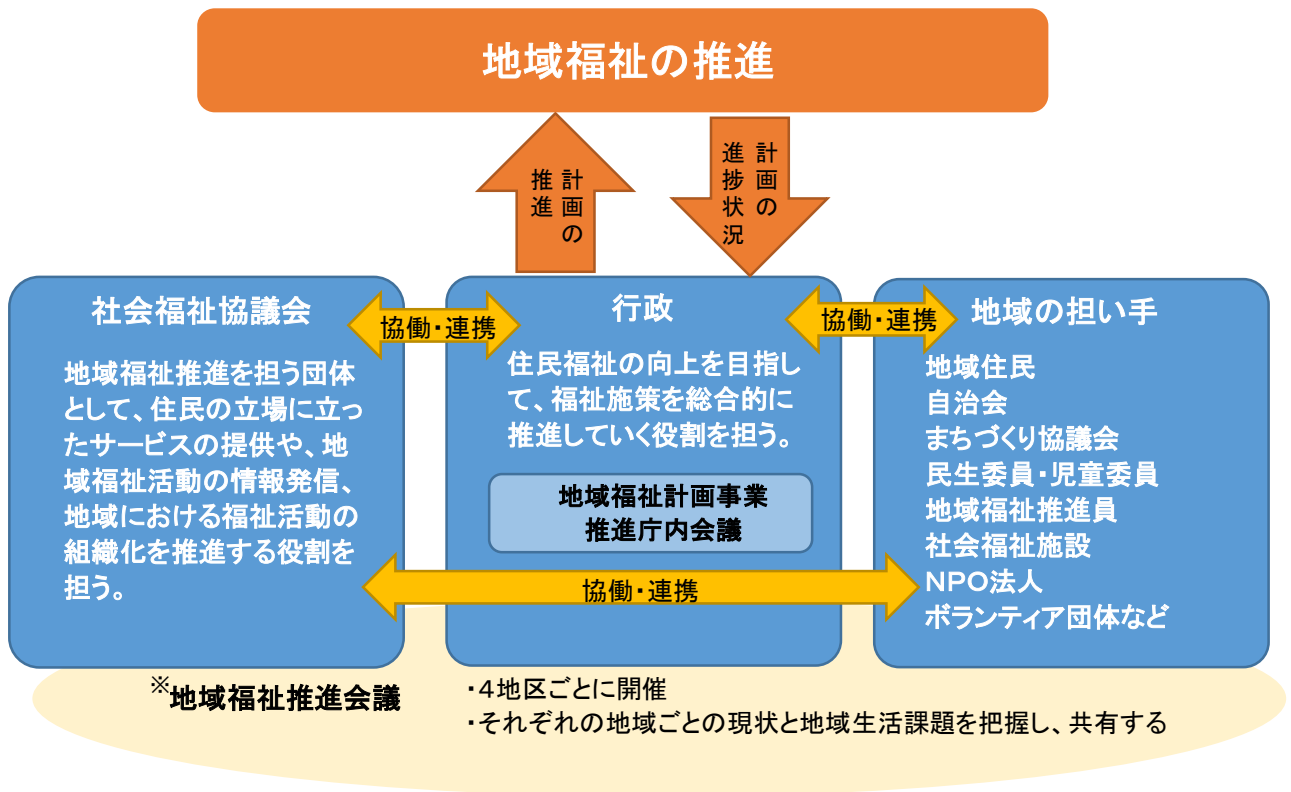 地域福祉の推進
計画の
推進
計画の
進捗状況
社会福祉協議会
地域福祉推進を担う団体
として、住民の立場に立っ
たサービスの提供や、地
域福祉活動の情報発信、
地域における福祉活動の
組織化を推進する役割を
担う。
協働・連携
行政
住民福祉の向上を目指し
て、福祉施策を総合的に
推進していく役割を担う。
地域福祉計画事業
推進庁内会議
協働・連携
地域の担い手
地域住民
自治会
まちづくり協議会
民生委員・児童委員
地域福祉推進員
社会福祉施設
NPO法人
ボランティア団体など
協働・連携
※地域福祉推進会議
・４地区ごとに開催
・それぞれの地域ごとの現状と地域生活課題を把握し、共有する